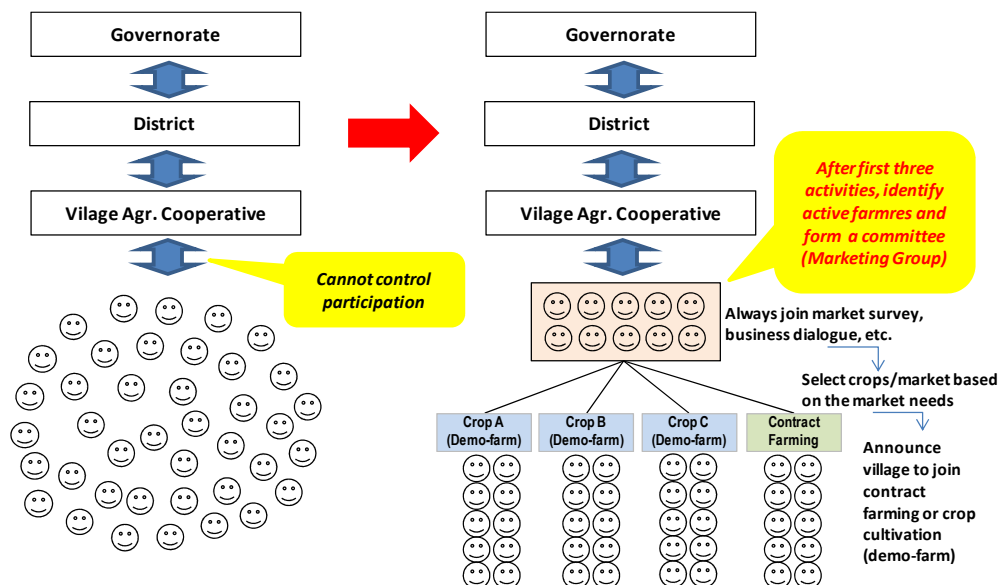 Governorate
District
Vilage Agr. Cooperative
Cannot control
participation
Governorate
District
Village Agr. Cooperative
After first three
activities, identify
active farmres and
form a committee
(Marketing Group)
Always join market survey,
business dialogue, etc.
Select crops/market based
on the market needs
Crop A
(Demo-farm)
Crop B
(Demo-farm)
Crop C
(Demo-farm)
Contract
Farming
Announce
village to join
contract
farming or crop
cultivation
(demo-farm)